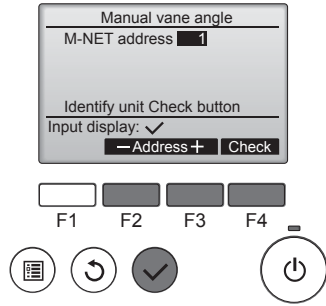 Manual vane angle
M-NET address 1
Identify unit Check button
Input display: ✓
−Address+ Check
F1 F2 F3 F4